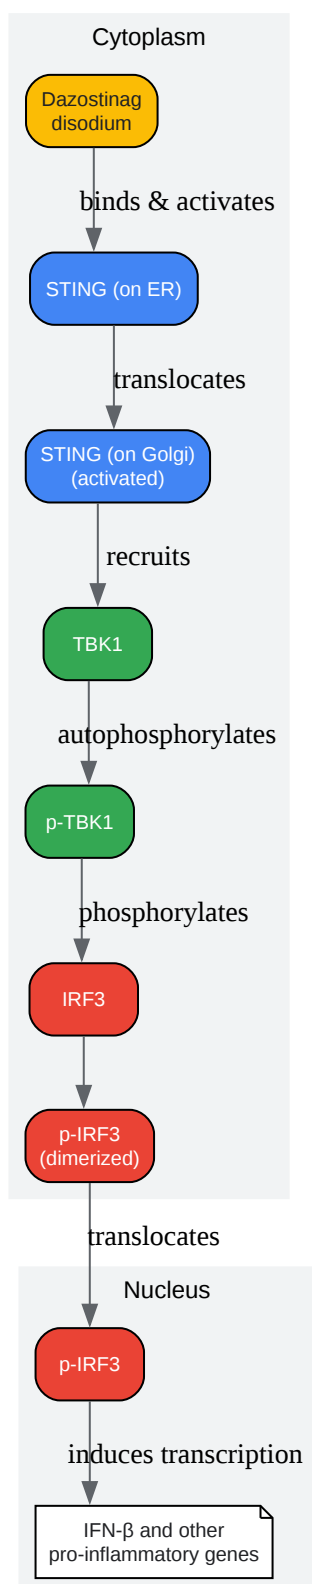 Cytoplasm
Dazostinag
disodium
binds & activates
STING (on ER)
translocates
STING (on Golgi)
(activated)
recruits
TBK1
autophosphorylates
p-TBK1
phosphorylates
IRF3
p-IRF3
(dimerized)
translocates
Nucleus
p-IRF3
induces transcription
IFN-β and other
pro-inflammatory genes